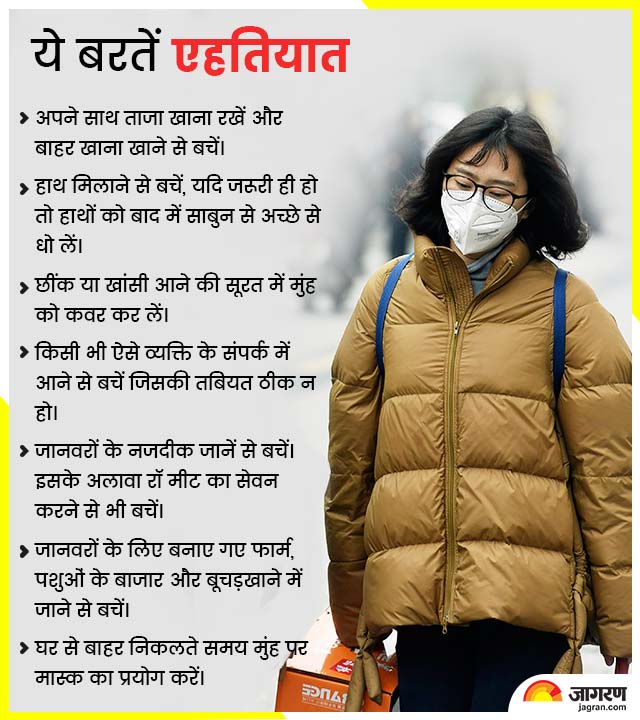 ये बरतें एहतियात
अपने साथ ताजा खाना रखें और
बाहर खाना खाने से बचें।
हाथ मिलाने से बचें, यदि जरूरी ही हो
तो हाथों को बाद में साबुन से अच्छे से
धो लें।
छींक या खांसी आने की सूरत में मुंह
को कवर कर लें।
किसी भी ऐसे व्यक्ति के संपर्क में
आने से बचें जिसकी तबियत ठीक न
हो।
जानवरों के नजदीक जानें से बचें।
इसके अलावा रॉ मीट का सेवन
करने से भी बचें।
जानवरों के लिए बनाए गए फार्म,
पशुओं के बाजार और बूचड़खाने में
जाने से बचें।
घर से बाहर निकलते समय मुंह पर
मास्क का प्रयोग करें।
जागरण
jagran.com